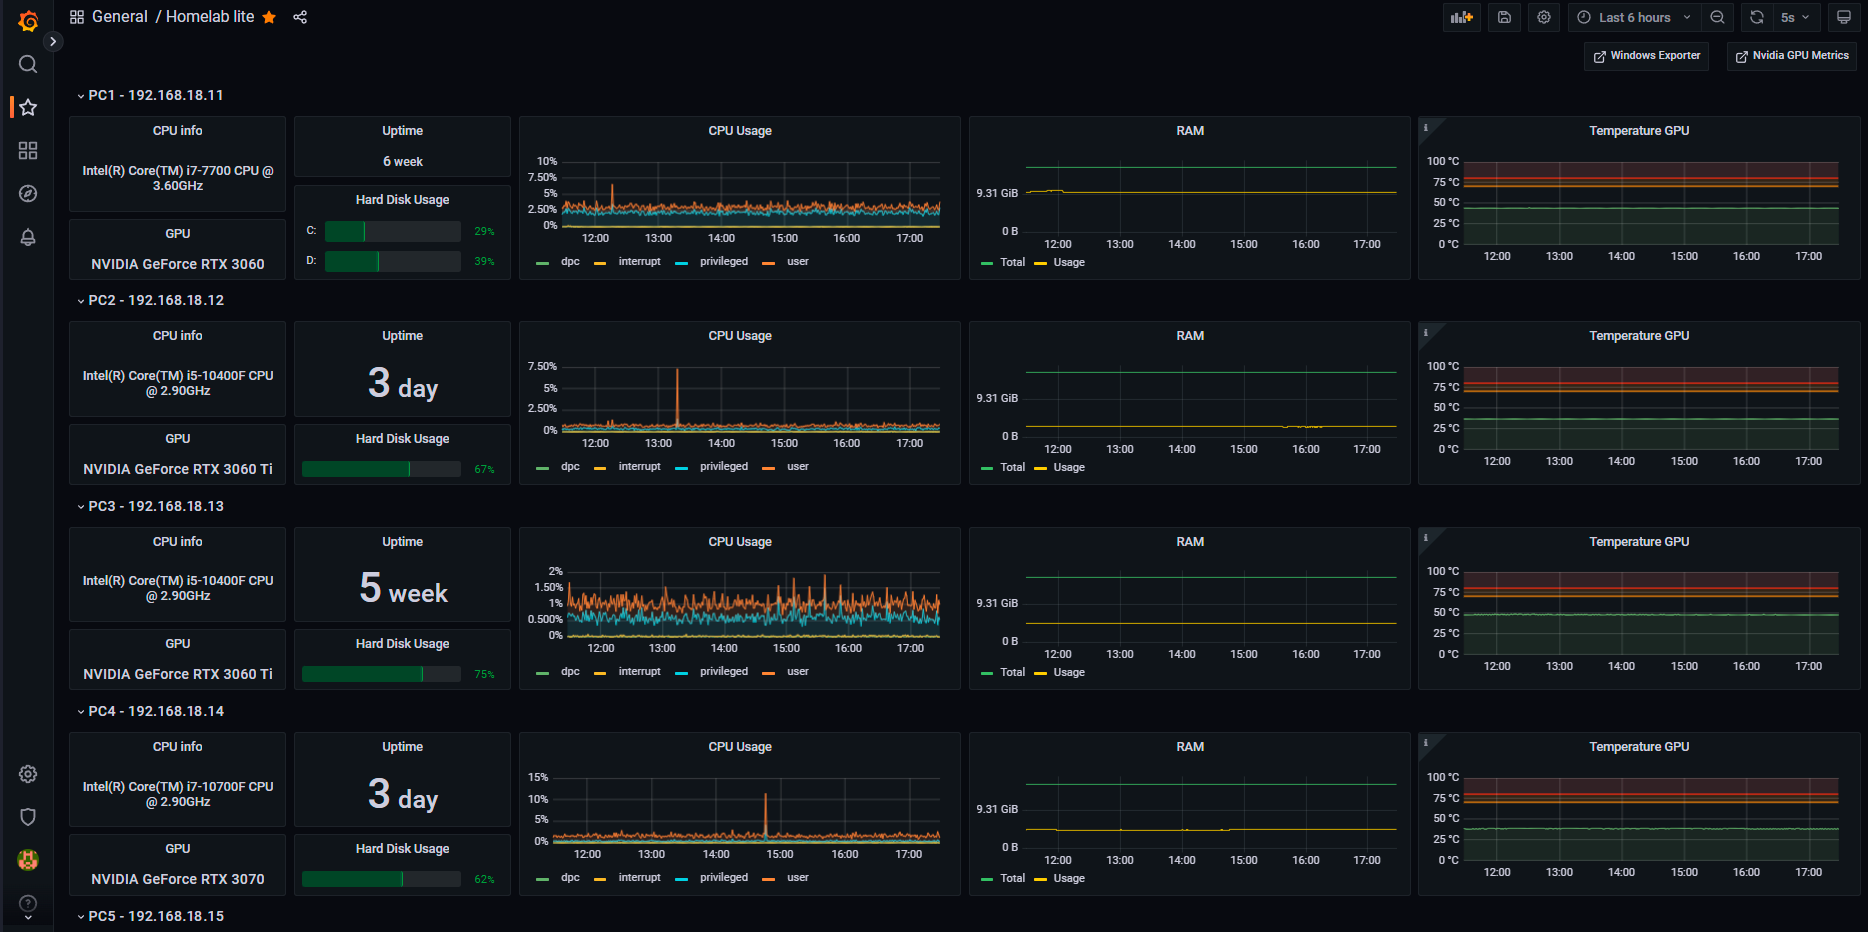 General / Homelab lite
Last 6 hours
5s
Windows Exporter
Nvidia GPU Metrics
PC1 - 192.168.18.11
CPU info
Intel(R) Core(TM) i7-7700 CPU @
3.60GHz
GPU
NVIDIA GeForce RTX 3060
Uptime
6 week
Hard Disk Usage
C: 29%
D: 39%
CPU Usage
10%
7.50%
5%
2.50%
0%
12:00 13:00 14:00 15:00 16:00 17:00
dpc interrupt privileged user
RAM
9.31 GiB
0 B
12:00 13:00 14:00 15:00 16:00 17:00
Total Usage
Temperature GPU
100 °C
75 °C
50 °C
25 °C
0 °C
12:00 13:00 14:00 15:00 16:00 17:00
PC2 - 192.168.18.12
CPU info
Intel(R) Core(TM) i5-10400F CPU
@ 2.90GHz
GPU
NVIDIA GeForce RTX 3060 Ti
Uptime
3 day
Hard Disk Usage
67%
CPU Usage
7.50%
5%
2.50%
0%
12:00 13:00 14:00 15:00 16:00 17:00
dpc interrupt privileged user
RAM
9.31 GiB
0 B
12:00 13:00 14:00 15:00 16:00 17:00
Total Usage
Temperature GPU
100 °C
75 °C
50 °C
25 °C
0 °C
12:00 13:00 14:00 15:00 16:00 17:00
PC3 - 192.168.18.13
CPU info
Intel(R) Core(TM) i5-10400F CPU
@ 2.90GHz
GPU
NVIDIA GeForce RTX 3060 Ti
Uptime
5 week
Hard Disk Usage
75%
CPU Usage
2%
1.50%
1%
0.500%
0%
12:00 13:00 14:00 15:00 16:00 17:00
dpc interrupt privileged user
RAM
9.31 GiB
0 B
12:00 13:00 14:00 15:00 16:00 17:00
Total Usage
Temperature GPU
100 °C
75 °C
50 °C
25 °C
0 °C
12:00 13:00 14:00 15:00 16:00 17:00
PC4 - 192.168.18.14
CPU info
Intel(R) Core(TM) i7-10700F CPU
@ 2.90GHz
GPU
NVIDIA GeForce RTX 3070
Uptime
3 day
Hard Disk Usage
62%
CPU Usage
15%
10%
5%
0%
12:00 13:00 14:00 15:00 16:00 17:00
dpc interrupt privileged user
RAM
9.31 GiB
0 B
12:00 13:00 14:00 15:00 16:00 17:00
Total Usage
Temperature GPU
100 °C
75 °C
50 °C
25 °C
0 °C
12:00 13:00 14:00 15:00 16:00 17:00
PC5 - 192.168.18.15